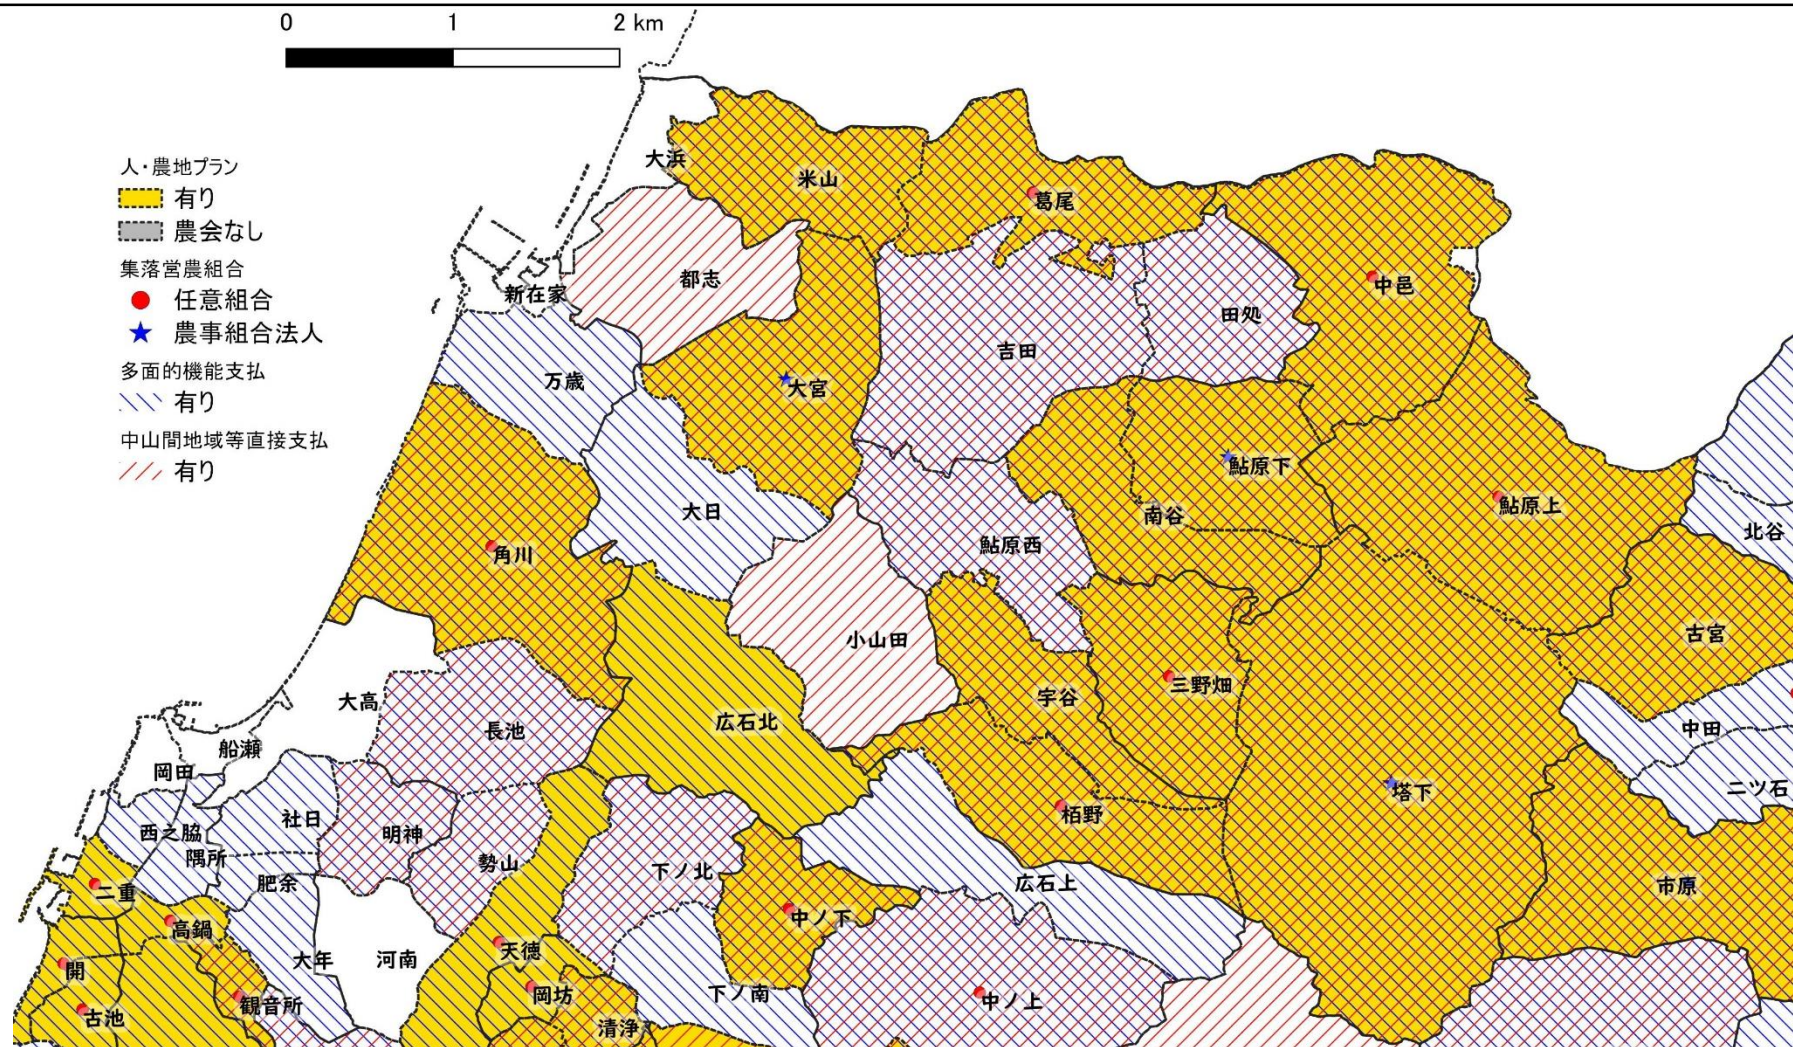 0 1 2 km
人・農地プラン
有り
農会なし
集落営農組合
任意組合
農事組合法人
多面的機能支払
有り
中山間地域等直接支払
有り
大浜
米山
葛尾
都志
新在家
中邑
田処
吉田
万歳
大宮
鮎原下
鮎原上
南谷
大日
北谷
鮎原西
角川
小山田
古宮
三野畑
宇谷
大高
広石北
長池
中田
船瀬
岡田
二ツ石
塔下
栢野
社日
西之脇
明神
隅所
勢山
下ノ北
肥余
広石上
市原
二重
中ノ下
高鍋
天徳
大年
河南
開
下ノ南
岡坊
中ノ上
観音所
古池
清浄